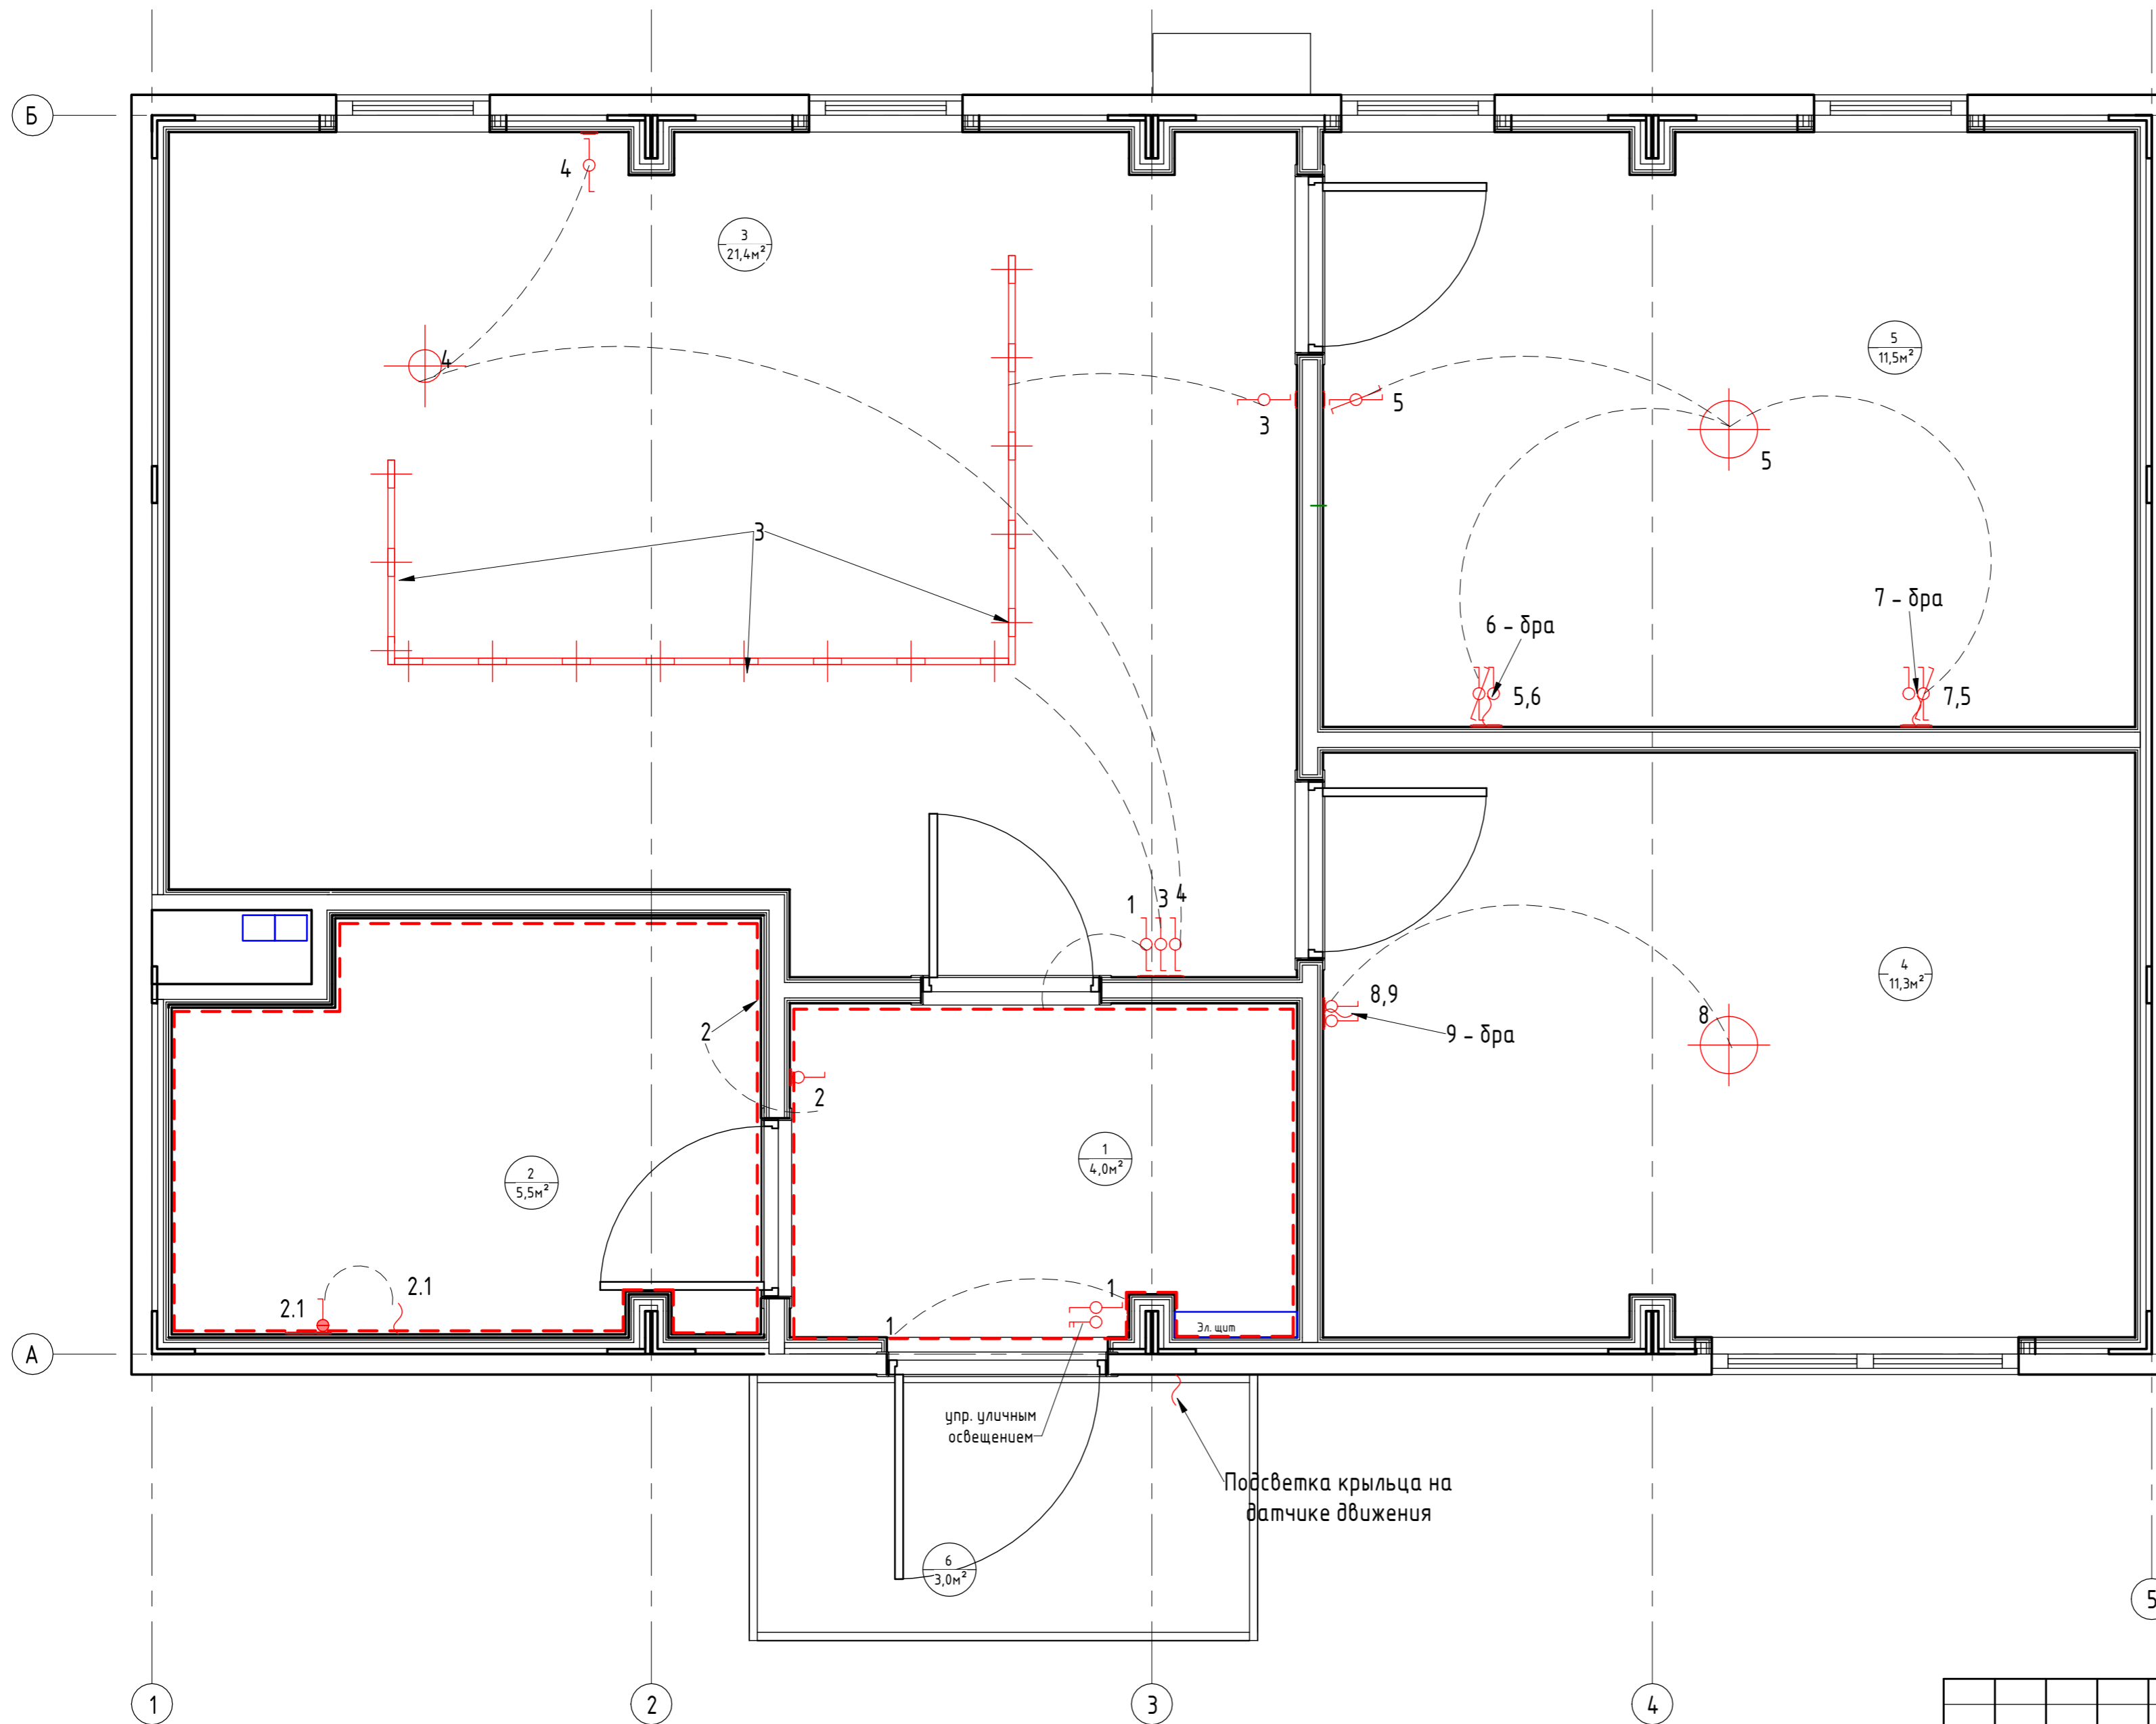 Б
4
3
21,4м²
4
5
11,5м²
3
5
5
3
7 - бра
6 - бра
5,6
7,5
1
3
4
4
11,3м²
8,9
8
9 - бра
2
2
1
4,0м²
2
5,5м²
2.1
2.1
1
1
Эл. щит
А
упр. уличным
освещением
Подсветка крыльца на
датчике движения
6
3,0м²
5
1
2
3
4